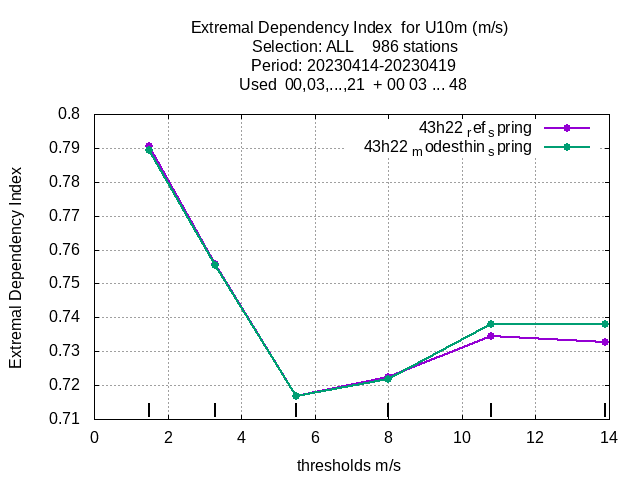 Extremal Dependency Index  for U10m (m/s)
Selection: ALL    986 stations
Period: 20230414-20230419
Used  00,03,...,21  + 00 03 ... 48
43h22 ref spring
43h22 modesthin spring
Extremal Dependency Index
0.8
0.79
0.78
0.77
0.76
0.75
0.74
0.73
0.72
0.71
0 2 4 6 8 10 12 14
thresholds m/s